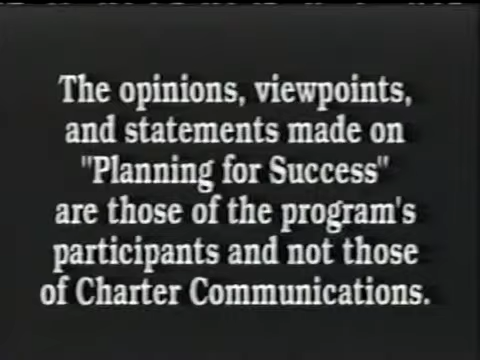 The opinions, viewpoints,
and statements made on
"Planning for Success"
are those of the program's
participants and not those
of Charter Communications.